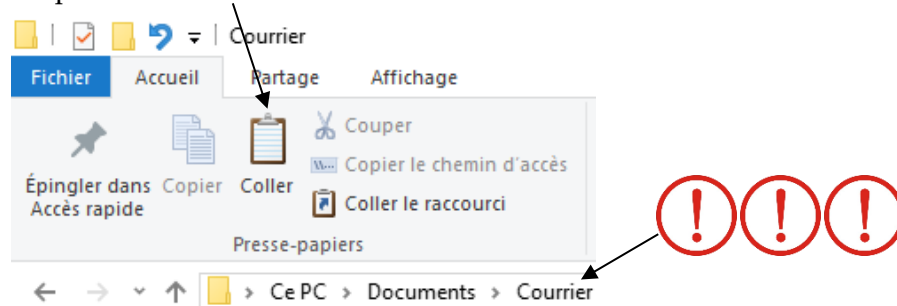 Courrier
Fichier Accueil Partage Affichage
Épingler dans Accès rapide
Copier
Coller
Couper
Copier le chemin d'accès
Coller le raccourci
Presse-papiers
Ce PC > Documents > Courrier